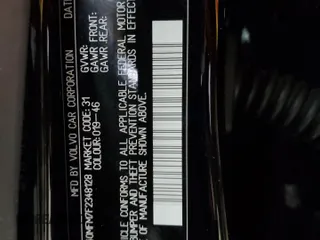 MFD BY VOLVO CAR CORPORATION DATE
GVWR:
GAWR FRONT:
GAWR REAR:
VEHICLE CONFORMS TO ALL APPLICABLE FEDERAL MOTOR
BUMPER AND THEFT PREVENTION STANDARDS IN EFFECT
OF MANUFACTURE SHOWN ABOVE.
MARKET CODE: 31
COLOUR: 019-46